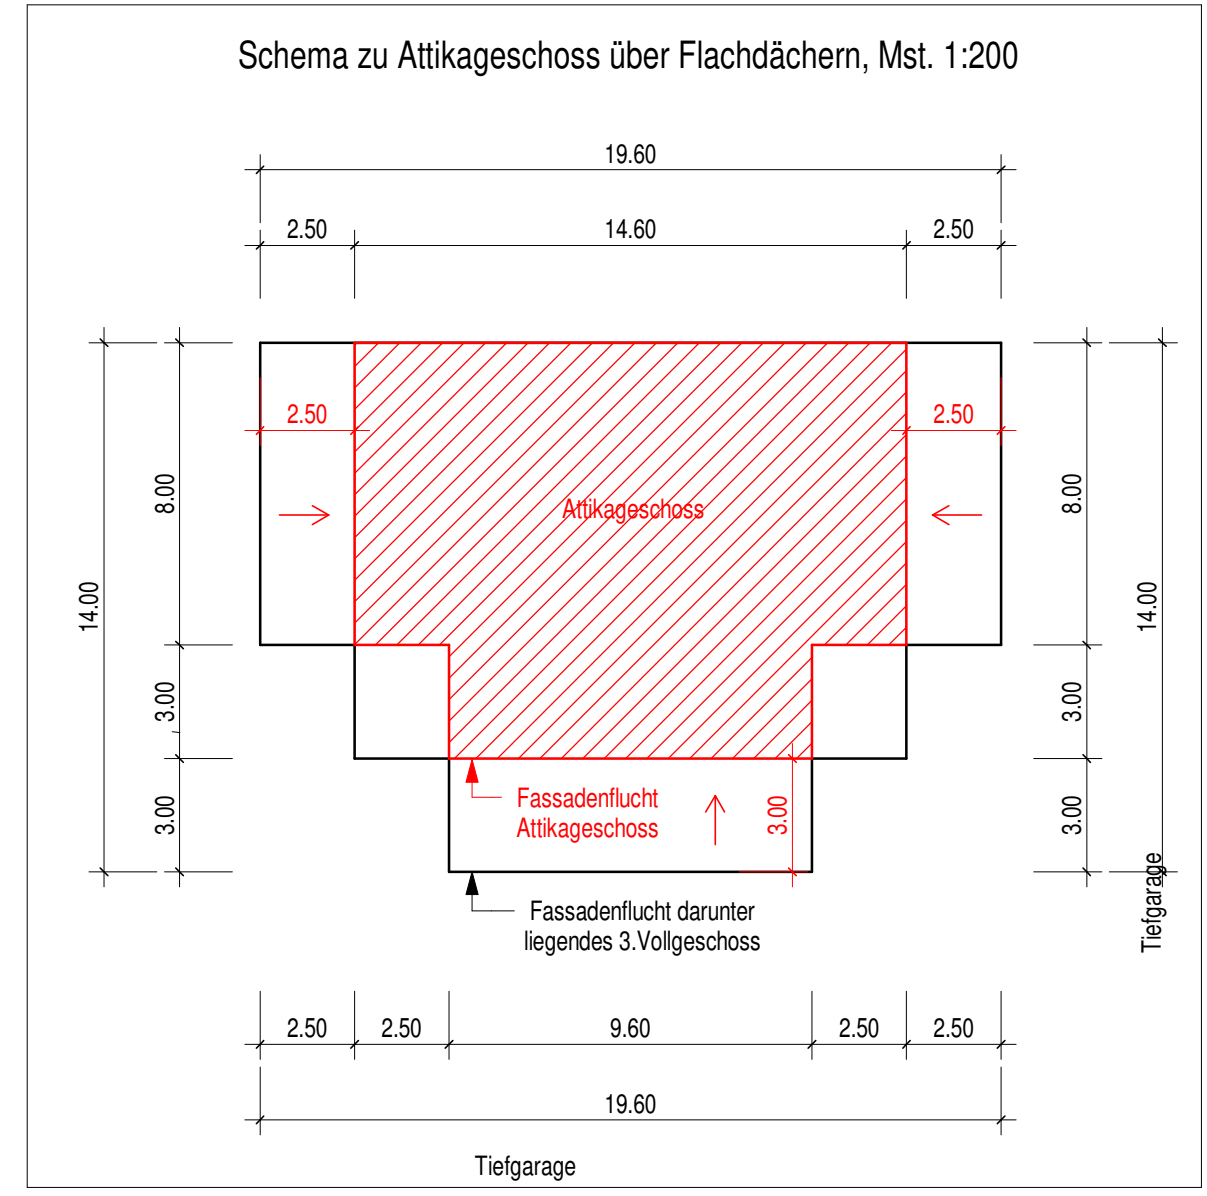 Schema zu Attikageschoss über Flachdächern, Mst. 1:200
19.60
2.50 14.60 2.50
2.50 2.50
8.00 Attikageschoss 8.00
14.00 14.00
3.00 3.00
3.00 Fassadenflucht 3.00 3.00
Attikageschoss
Tiefgarage
Fassadenflucht darunter
liegendes 3.Vollgeschoss
2.50 2.50 9.60 2.50 2.50
19.60
Tiefgarage